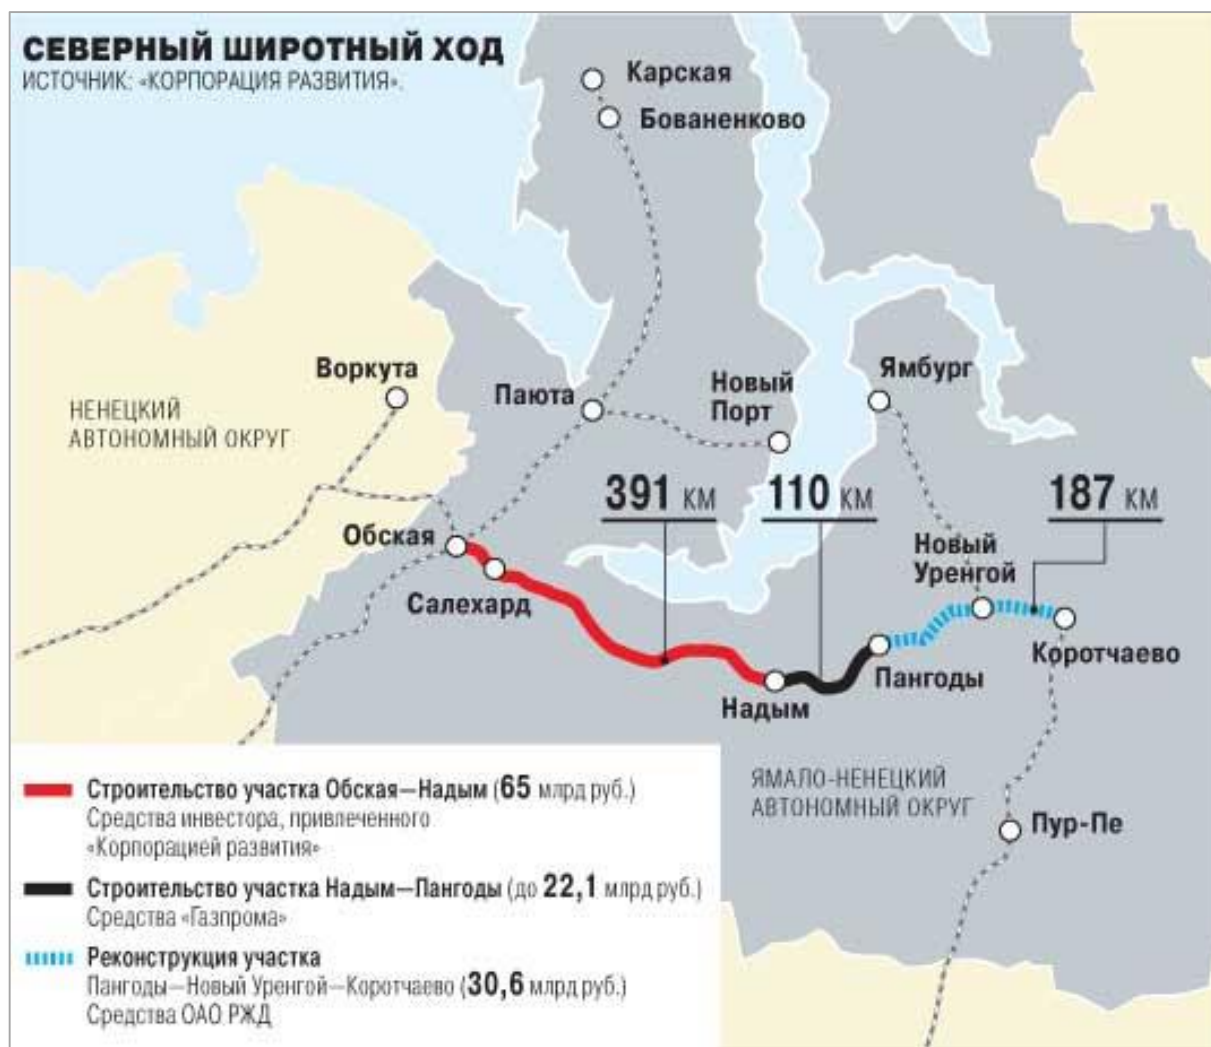 СЕВЕРНЫЙ ШИРОТНЫЙ ХОД
ИСТОЧНИК: «КОРПОРАЦИЯ РАЗВИТИЯ».
Карская
Бованенково
Воркута
НЕНЕЦКИЙ
АВТОНОМНЫЙ ОКРУГ
Паюта
Новый
Порт
Ямбург
391 КМ
110 КМ
187 КМ
Обская
Салехард
Новый
Уренгой
Коротчаево
Пангоды
Надым
ЯМАЛО-НЕНЕЦКИЙ
АВТОНОМНЫЙ ОКРУГ
Пур-Пе
Строительство участка Обская—Надым (65 млрд руб.)
Средства инвестора, привлеченного
«Корпорацией развития»
Строительство участка Надым—Пангоды (до 22,1 млрд руб.)
Средства «Газпрома»
Реконструкция участка
Пангоды—Новый Уренгой—Коротчаево (30,6 млрд руб.)
Средства ОАО РЖД